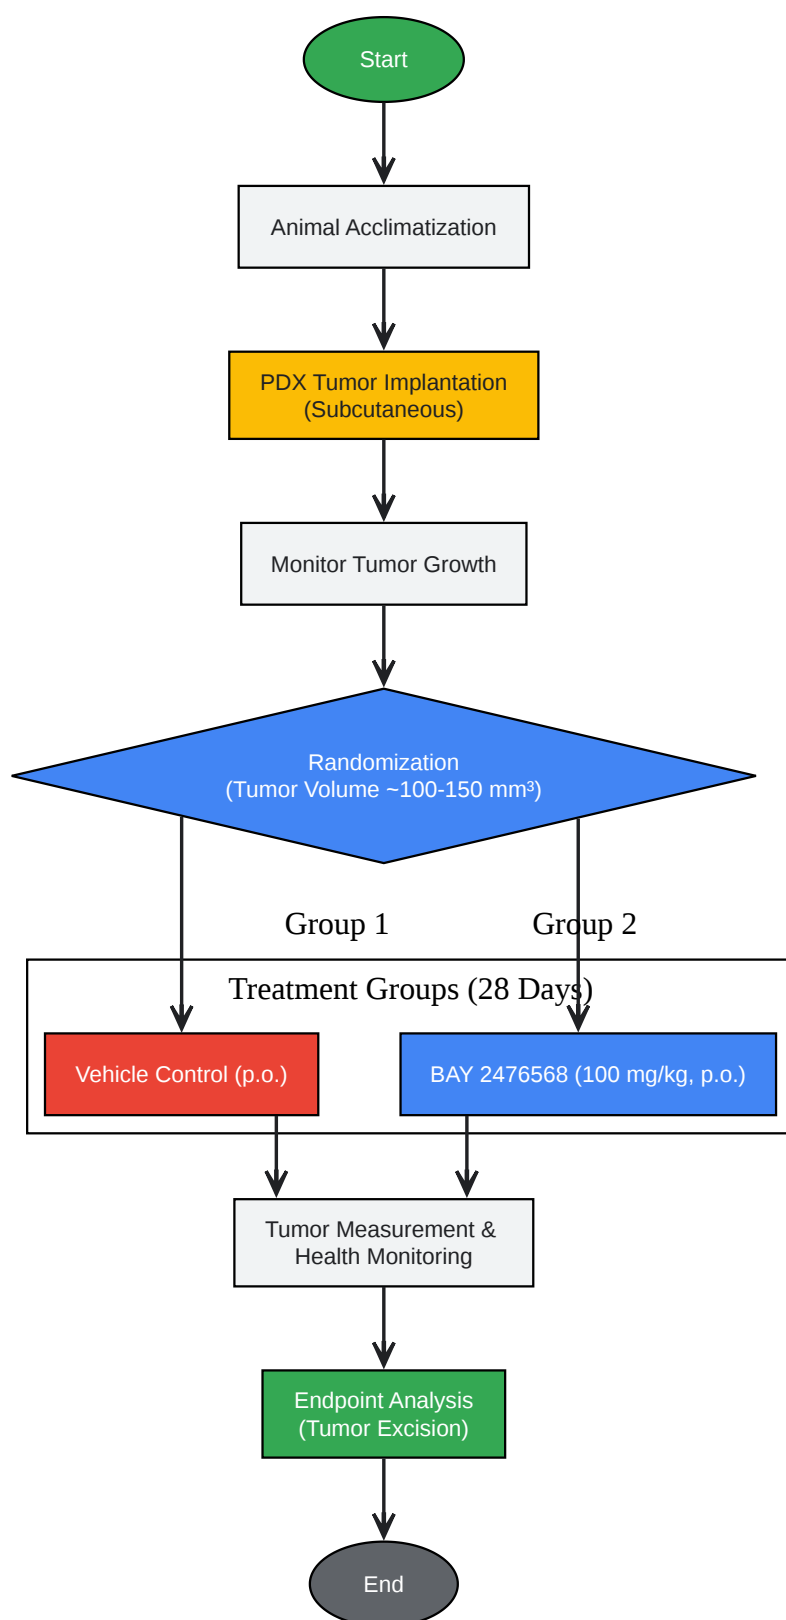 Start
Animal Acclimatization
PDX Tumor Implantation
(Subcutaneous)
Monitor Tumor Growth
Randomization
(Tumor Volume ~100-150 mm³)
Group 1
Group 2
Treatment Groups (28 Days)
Vehicle Control (p.o.)
BAY 2476568 (100 mg/kg, p.o.)
Tumor Measurement &
Health Monitoring
Endpoint Analysis
(Tumor Excision)
End